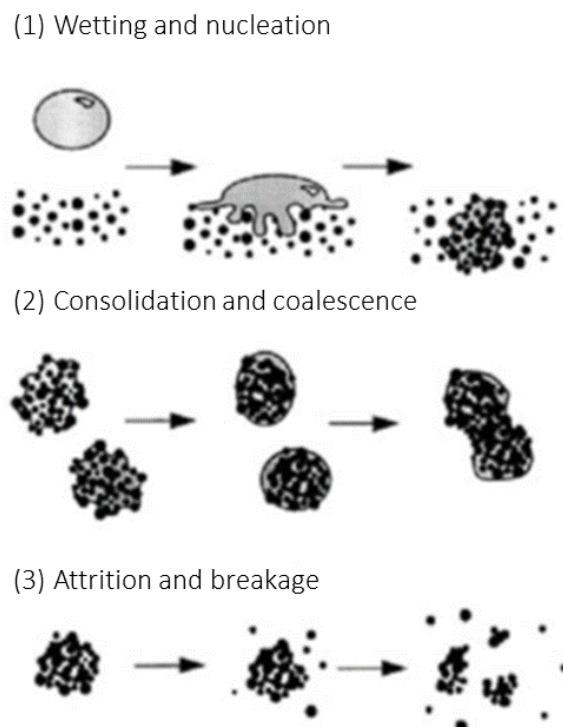 (1) Wetting and nucleation
(2) Consolidation and coalescence
(3) Attrition and breakage